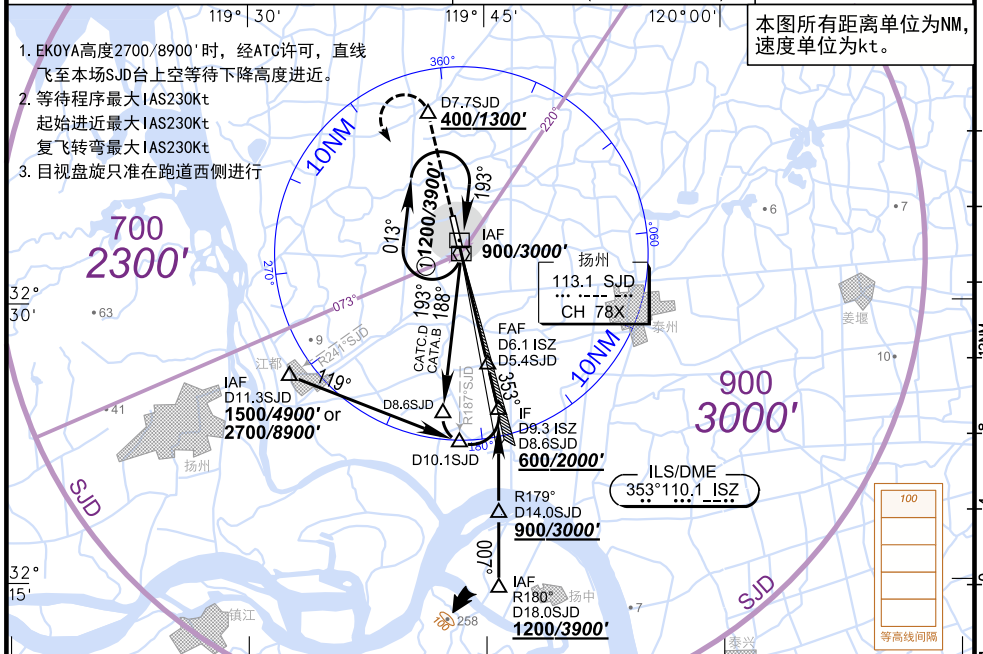 119°30'
119°45'
120°00'
本图所有距离单位为NM,
速度单位为kt。
1. EKOYA高度2700/8900'时, 经ATC许可, 直线
飞至本场SJD台上空等待下降高度进近。
2. 等待程序最大IAS230Kt
起始进近最大IAS230Kt
复飞转弯最大IAS230Kt
3. 目视盘旋只准在跑道西侧进行
360°
D7.7SJD
400/1300'
220°
10NM
193°
013°
1200/3900'
1
6
7
700
2300'
IAF
900/3000'
060°
扬州
113.1 SJD
CH 78X
泰州
姜堰
270°
073°
32°
30'
63
193°
188°
CATC.D
CATA.B
FAF
D6.1 ISZ
D5.4SJD
9
R241°SJD
江都
10NM
10
119°
353°
R187°SJD
IAF
D11.3SJD
1500/4900' or
2700/8900'
D8.6SJD
IF
D9.3 ISZ
D8.6SJD
600/2000'
900
3000'
41
扬州
D10.1SJD
180°
SJD
ILS/DME
353°110.1 ISZ
R179°
D14.0SJD
900/3000'
100
007°
32°
15'
IAF
R180°
D18.0SJD
1200/3900'
扬中
SJD
镇江
100
258
7
等高线间隔
泰兴